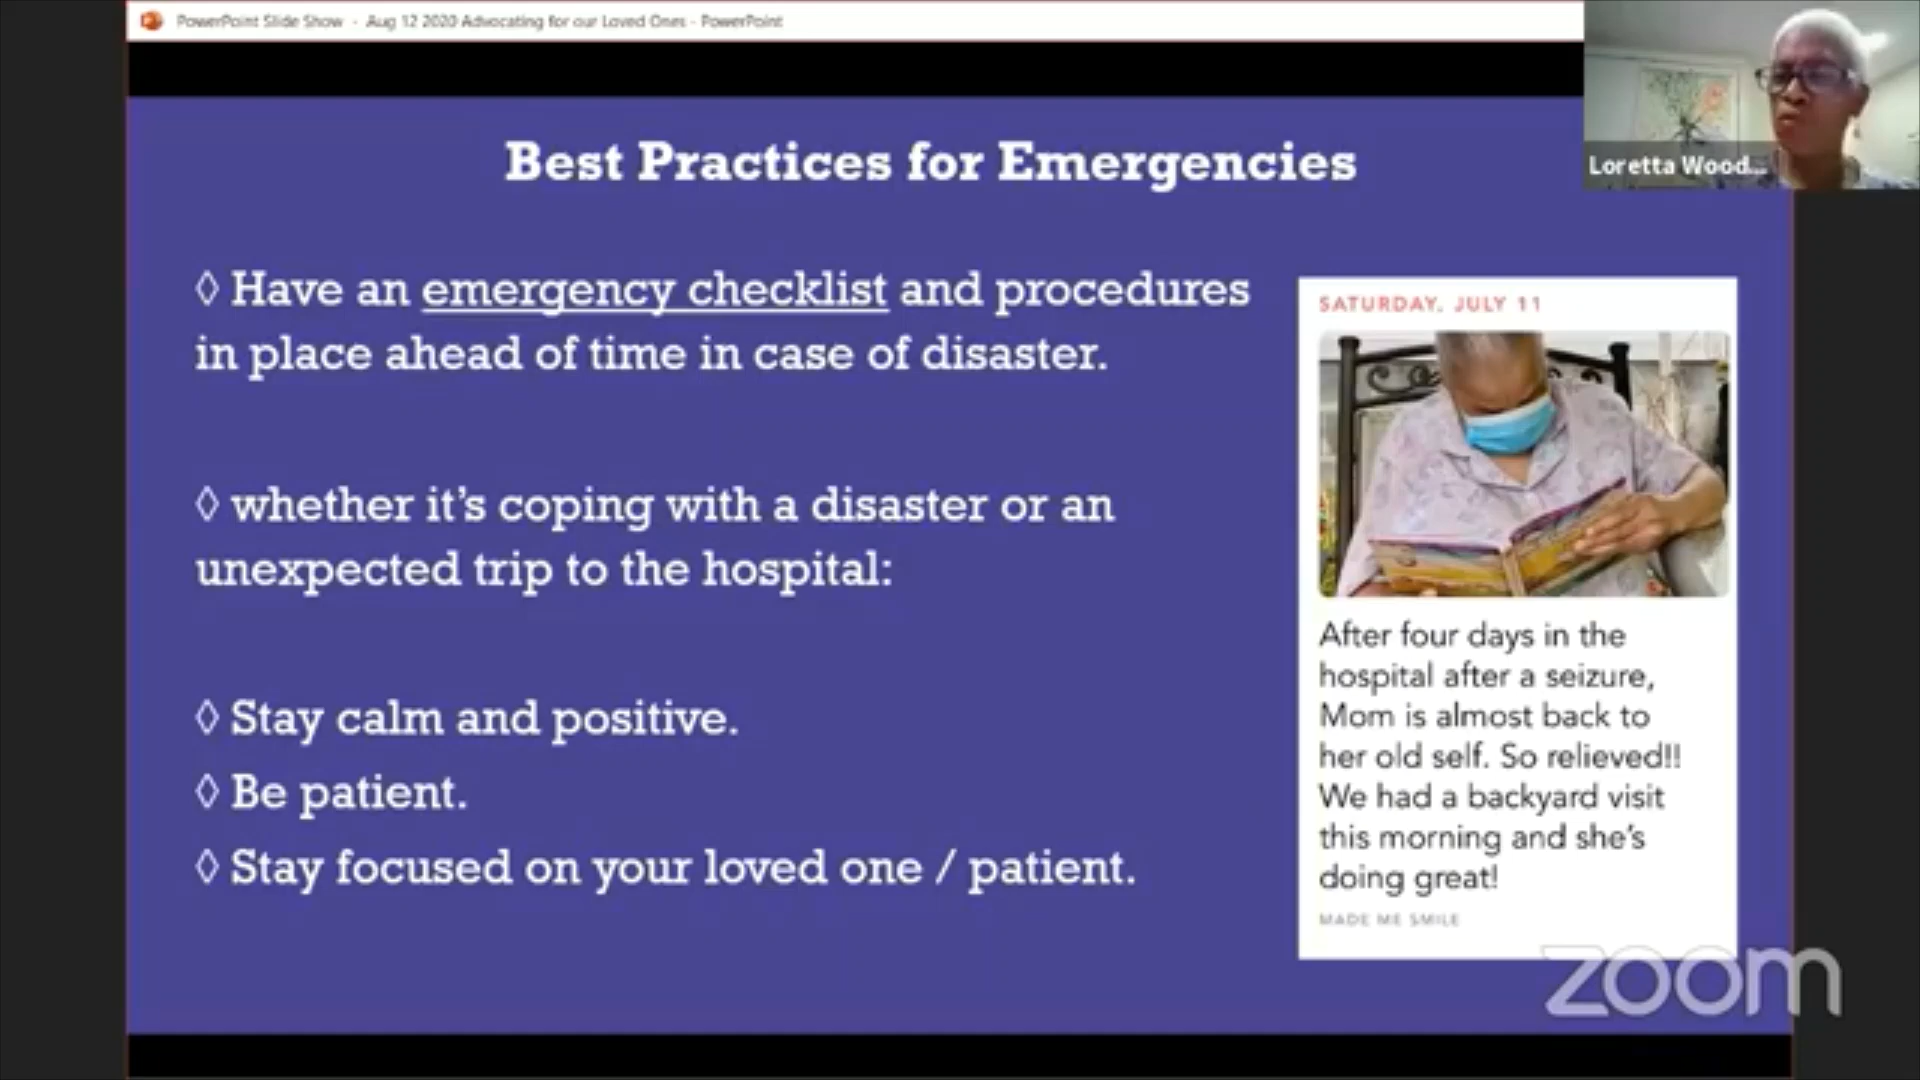 PowerPoint Slide Show - Aug 12 2020 Advocating for our Loved Ones - PowerPoint
Loretta Wood...
Best Practices for Emergencies
◊ Have an emergency checklist and procedures
in place ahead of time in case of disaster.
◊ whether it's coping with a disaster or an
unexpected trip to the hospital:
◊ Stay calm and positive.
◊ Be patient.
◊ Stay focused on your loved one / patient.
SATURDAY, JULY 11
After four days in the
hospital after a seizure,
Mom is almost back to
her old self. So relieved!!
We had a backyard visit
this morning and she's
doing great!
MADE ME SMILE
zoom